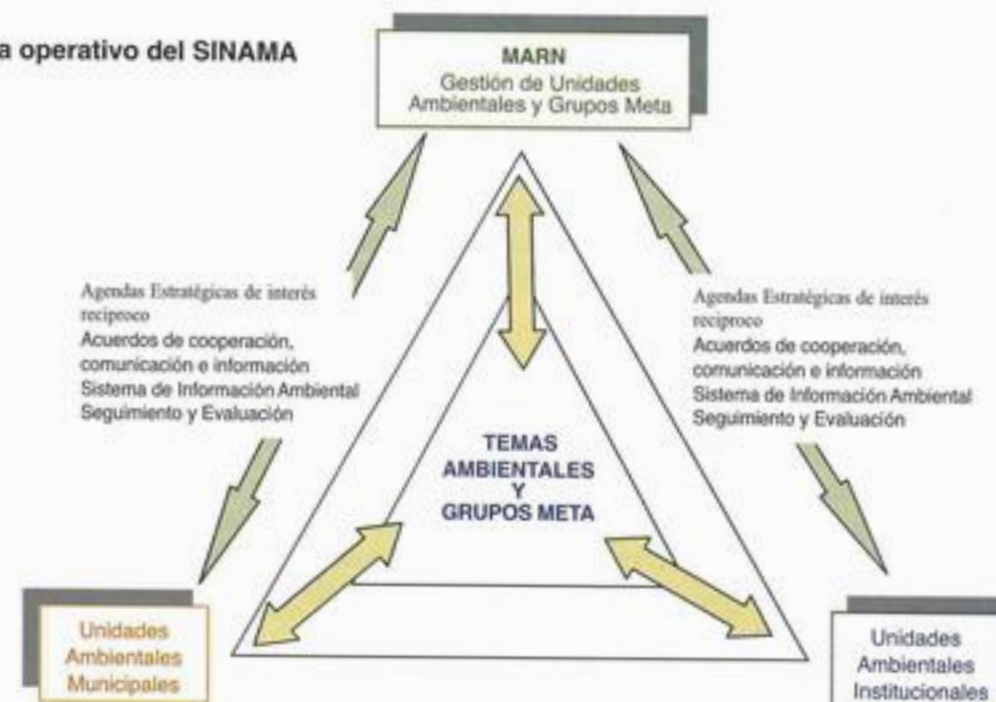 a operativo del SINAMA
MARN
Gestión de Unidades
Ambientales y Grupos Meta
Agendas Estratégicas de interés
reciproco
Acuerdos de cooperación,
comunicación e información
Sistema de Información Ambiental
Seguimiento y Evaluación
Agendas Estratégicas de interés
reciproco
Acuerdos de cooperación,
comunicación e información
Sistema de Información Ambiental
Seguimiento y Evaluación
TEMAS
AMBIENTALES
Y
GRUPOS META
Unidades
Ambientales
Municipales
Unidades
Ambientales
Institucionales